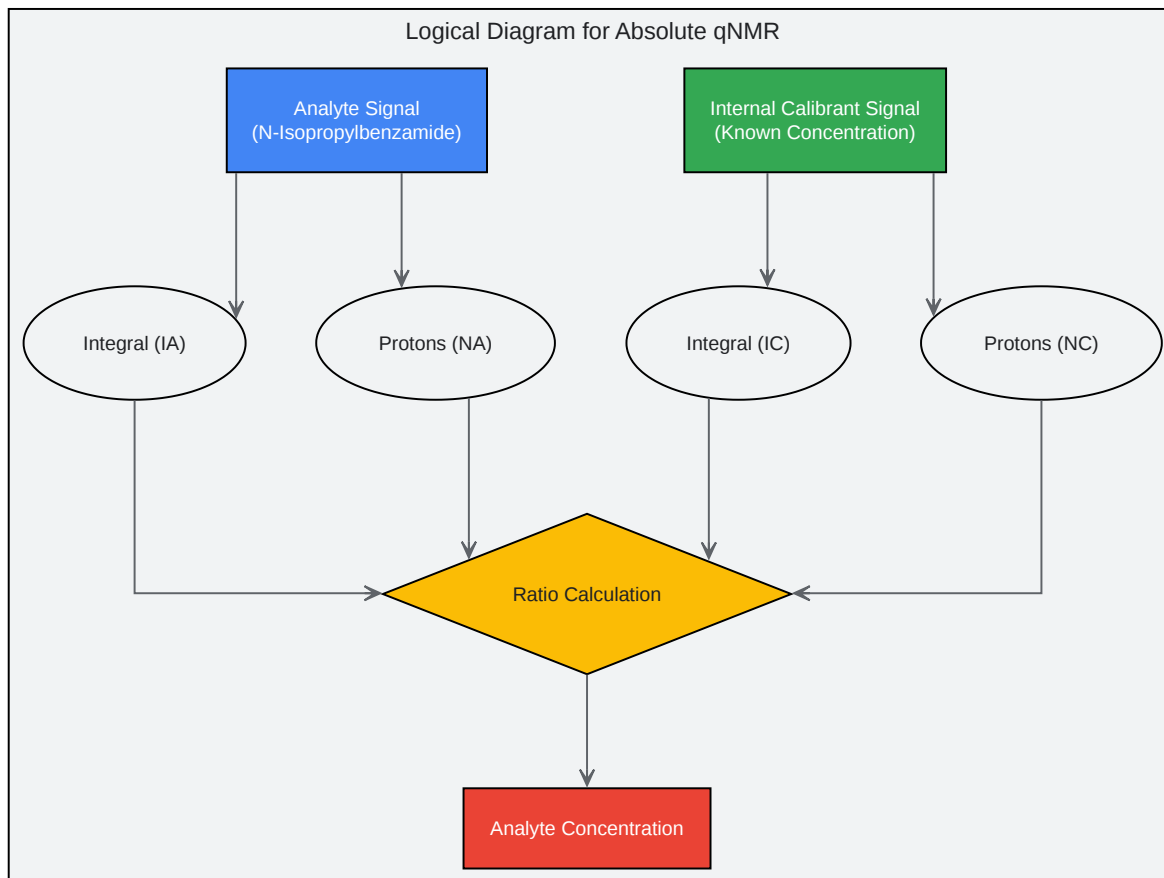 Logical Diagram for Absolute qNMR
Analyte Signal
(N-Isopropylbenzamide)
Internal Calibrant Signal
(Known Concentration)
Integral (IA)
Protons (NA)
Integral (IC)
Protons (NC)
Ratio Calculation
Analyte Concentration